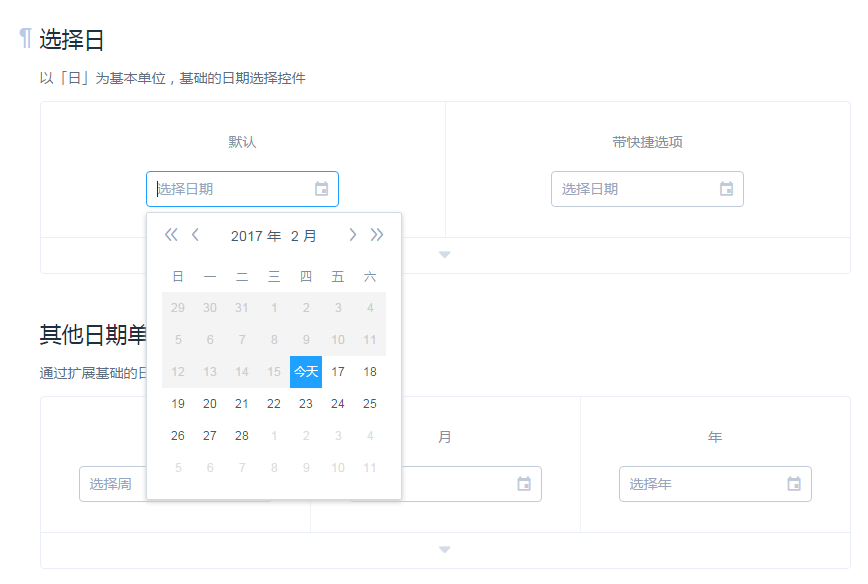 ¶ 选择日
以「日」为基本单位，基础的日期选择控件
默认
带快捷选项
选择日期
选择日期
2017 年 2 月
日 一 二 三 四 五 六
29 30 31 1 2 3 4
5 6 7 8 9 10 11
12 13 14 15 今天 17 18
19 20 21 22 23 24 25
26 27 28 1 2 3 4
5 6 7 8 9 10 11
其他日期单
通过扩展基础的日
月
年
选择周
选择年